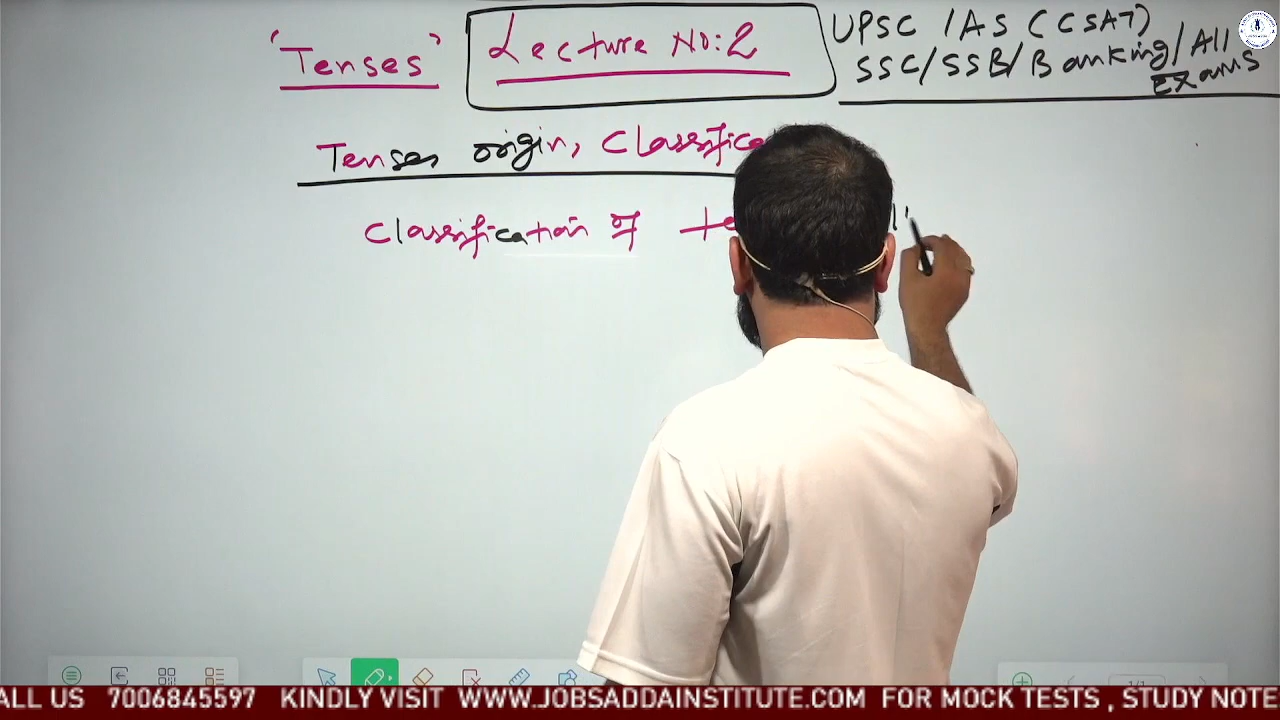 'Tenses'
Lecture No: 2
UPSC IAS (CSAT)
SSC/SSB/Banking/All
Exams
Tenses origin, Classifica
Classification of te
ALL US 7006845597 KINDLY VISIT WWW.JOBSADDAINSTITUTE.COM FOR MOCK TESTS , STUDY NOTE